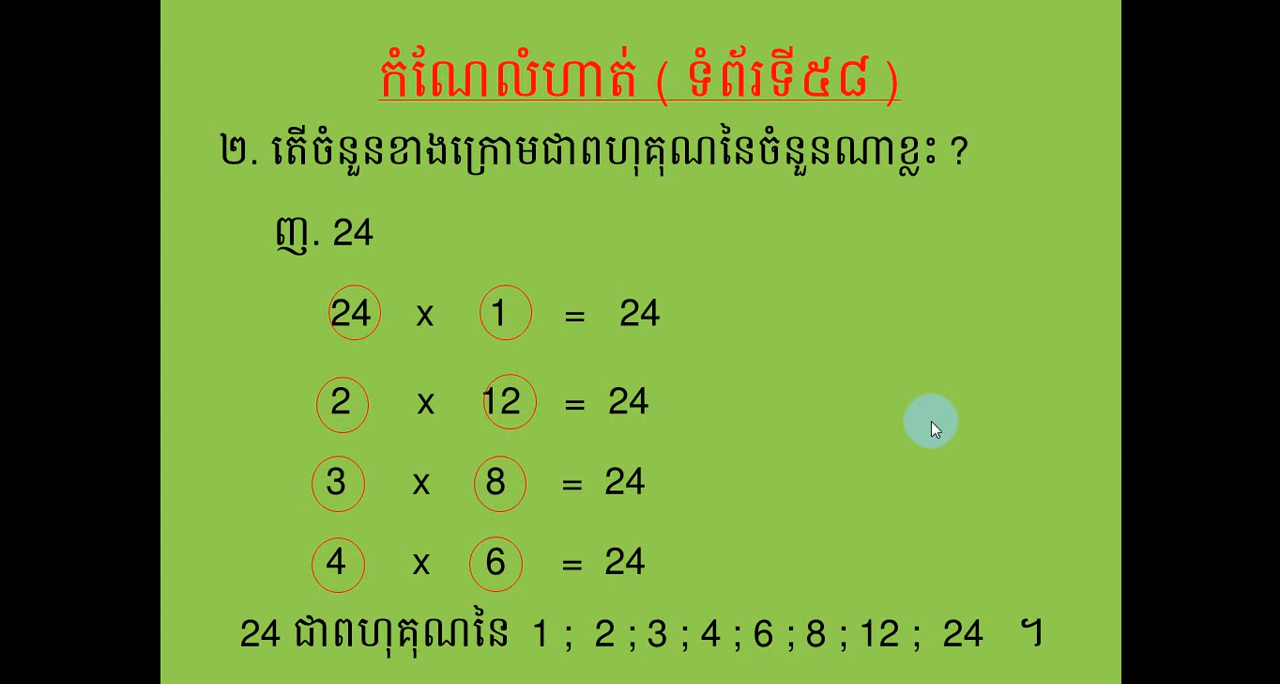 កំណែលំហាត់ ( ទំព័រទី៥៨ )
២. តើចំនួនខាងក្រោមជាពហុគុណនៃចំនួនណាខ្លះ ?
ញ. 24
24 x 1 = 24
2 x 12 = 24
3 x 8 = 24
4 x 6 = 24
24 ជាពហុគុណនៃ 1 ; 2 ; 3 ; 4 ; 6 ; 8 ; 12 ; 24 ។